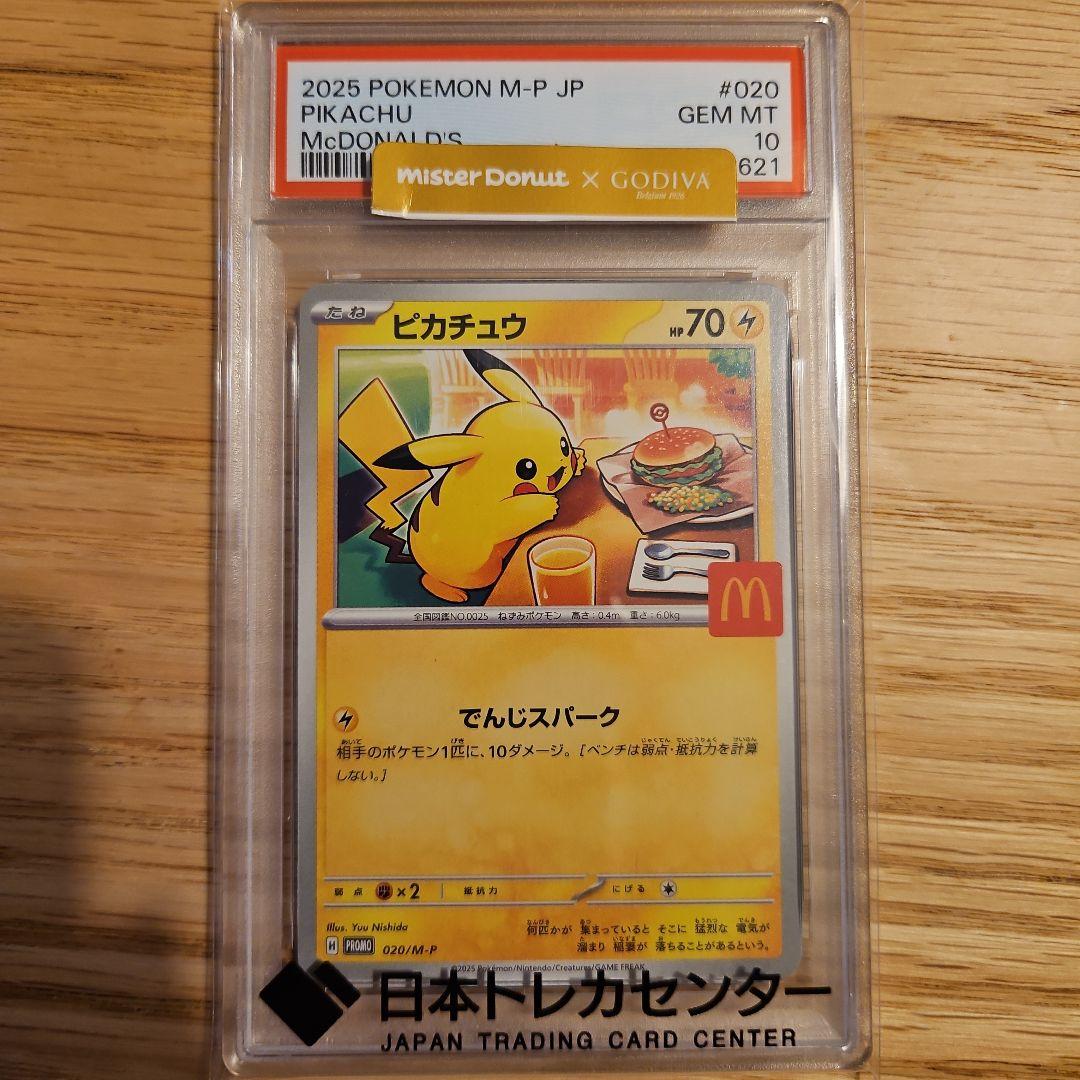 2025 POKEMON M-P JP #020
PIKACHU GEM MT
McDONALD'S 10
621
mister Donut × GODIVA
Belgium 1926
たね ピカチュウ HP 70
全国図鑑NO.0025 ねずみポケモン 高さ:0.4m 重さ:6.0kg
でんじスパーク
相手のポケモン1匹に、10ダメージ。[ベンチは弱点・抵抗力を計算
しない。]
弱点 ×2 抵抗力 にげる
Illus. Yuu Nishida
何匹かが 集まっていると そこに 猛烈な 電気が
溜まり 稲妻が 落ちることがあるという。
H PROMO 020/M-P
©2025 Pokémon/Nintendo/Creatures/GAME FREAK
日本トレカセンター
JAPAN TRADING CARD CENTER